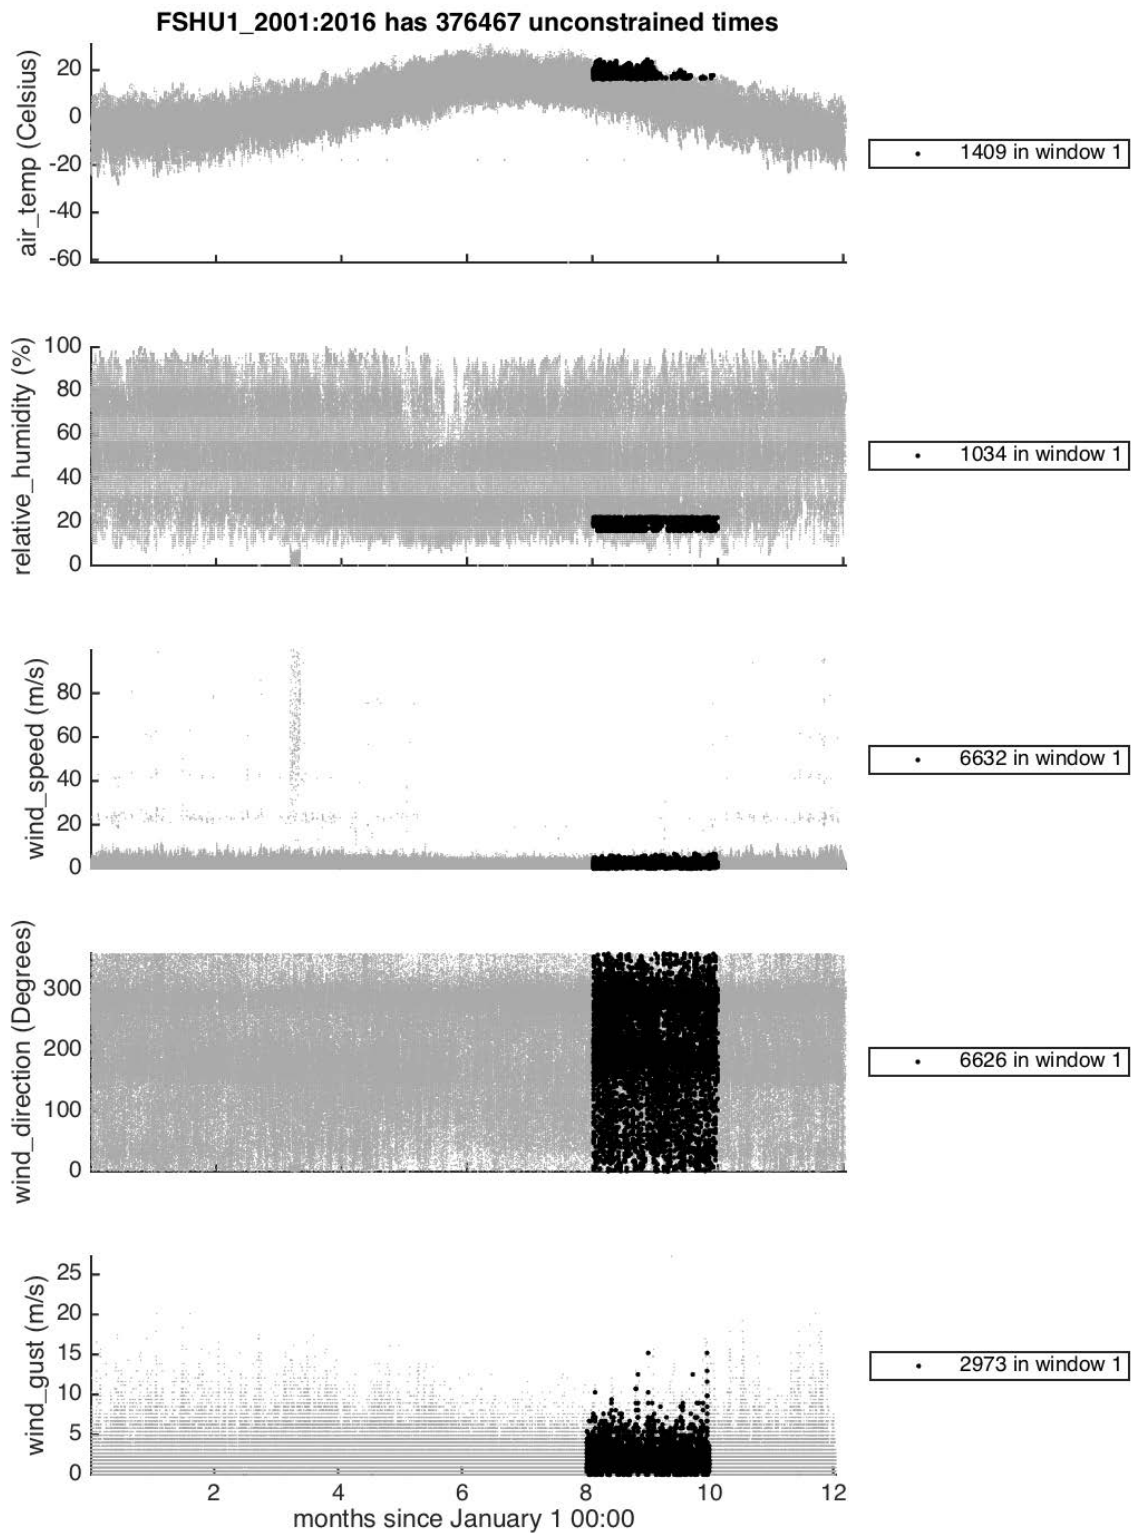 FSHU1_2001:2016 has 376467 unconstrained times
air_temp (Celsius)
20
0
-20
-40
-60
1409 in window 1
relative_humidity (%)
100
80
60
40
20
0
1034 in window 1
wind_speed (m/s)
80
60
40
20
0
6632 in window 1
wind_direction (Degrees)
300
200
100
0
6626 in window 1
wind_gust (m/s)
25
20
15
10
5
0
2973 in window 1
2 4 6 8 10 12
months since January 1 00:00